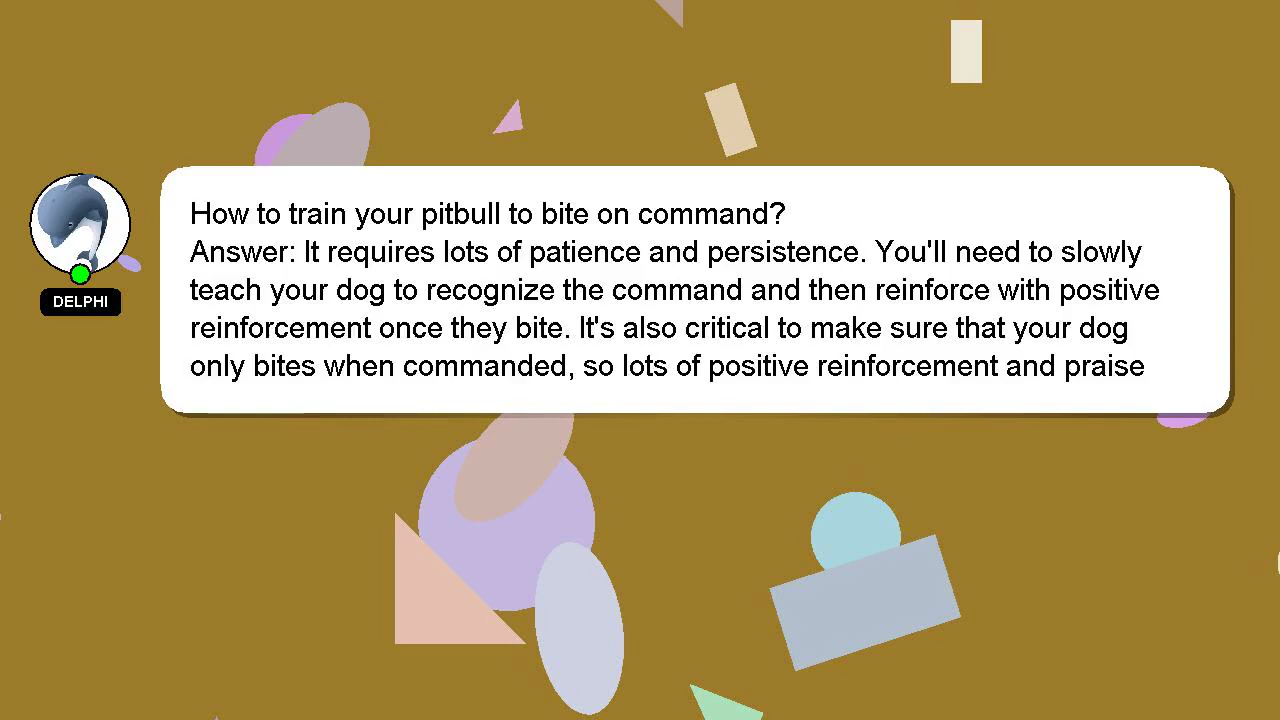 How to train your pitbull to bite on command?
Answer: It requires lots of patience and persistence. You'll need to slowly
teach your dog to recognize the command and then reinforce with positive
reinforcement once they bite. It's also critical to make sure that your dog
only bites when commanded, so lots of positive reinforcement and praise
DELPHI